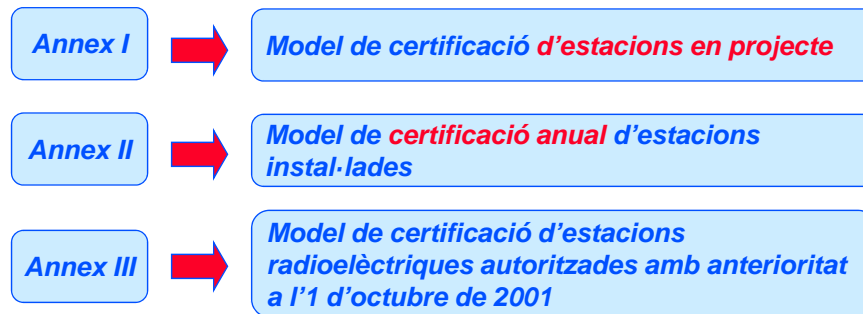 Annex I
Model de certificació d’estacions en projecte
Annex II
Model de certificació anual d’estacions
instal·lades
Annex III
Model de certificació d’estacions
radioelèctriques autoritzades amb anterioritat
a l’1 d’octubre de 2001